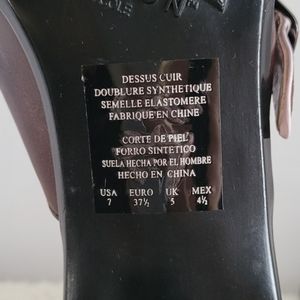 DESSUS CUIR
DOUBLURE SYNTHETIQUE
SEMELLE ELASTOMERE
FABRIQUE EN CHINE
CORTE DE PIEL
FORRO SINTETICO
SUELA HECHA POR EL HOMBRE
HECHO EN CHINA
USA EURO UK MEX
7 37½ 5 4½